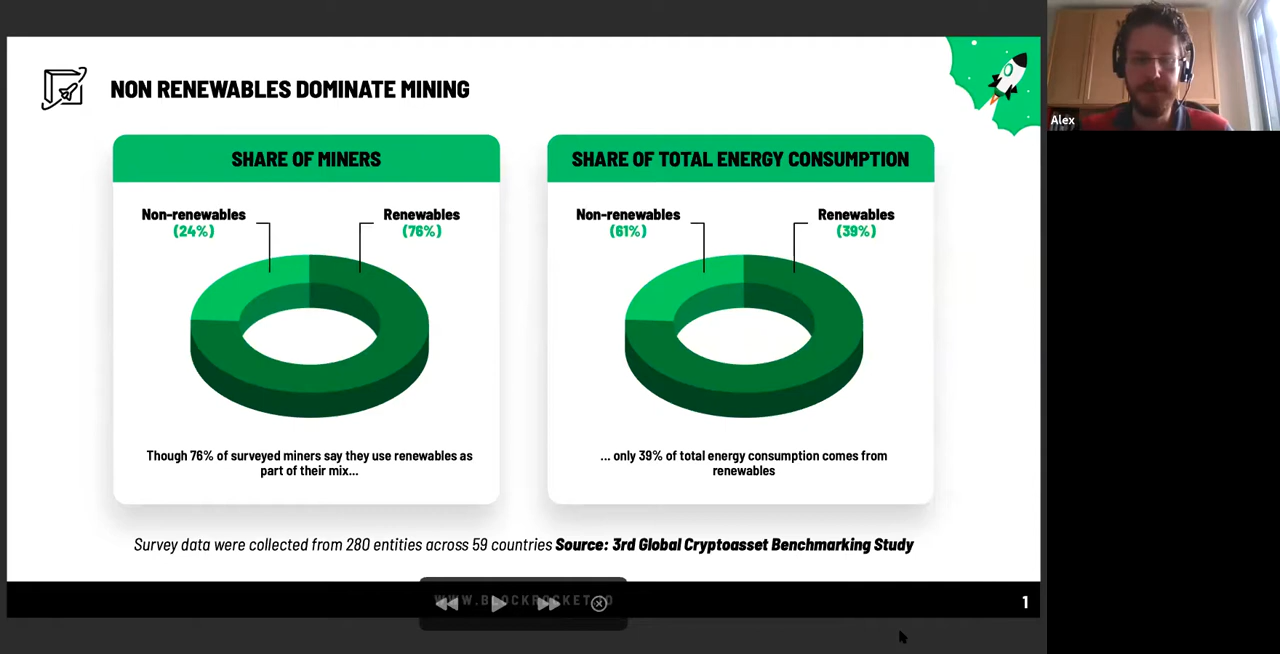 NON RENEWABLES DOMINATE MINING
SHARE OF MINERS
Non-renewables
(24%)
Renewables
(76%)
Though 76% of surveyed miners say they use renewables as
part of their mix...
SHARE OF TOTAL ENERGY CONSUMPTION
Non-renewables
(61%)
Renewables
(39%)
... only 39% of total energy consumption comes from
renewables
Survey data were collected from 280 entities across 59 countries Source: 3rd Global Cryptoasset Benchmarking Study
1
Alex